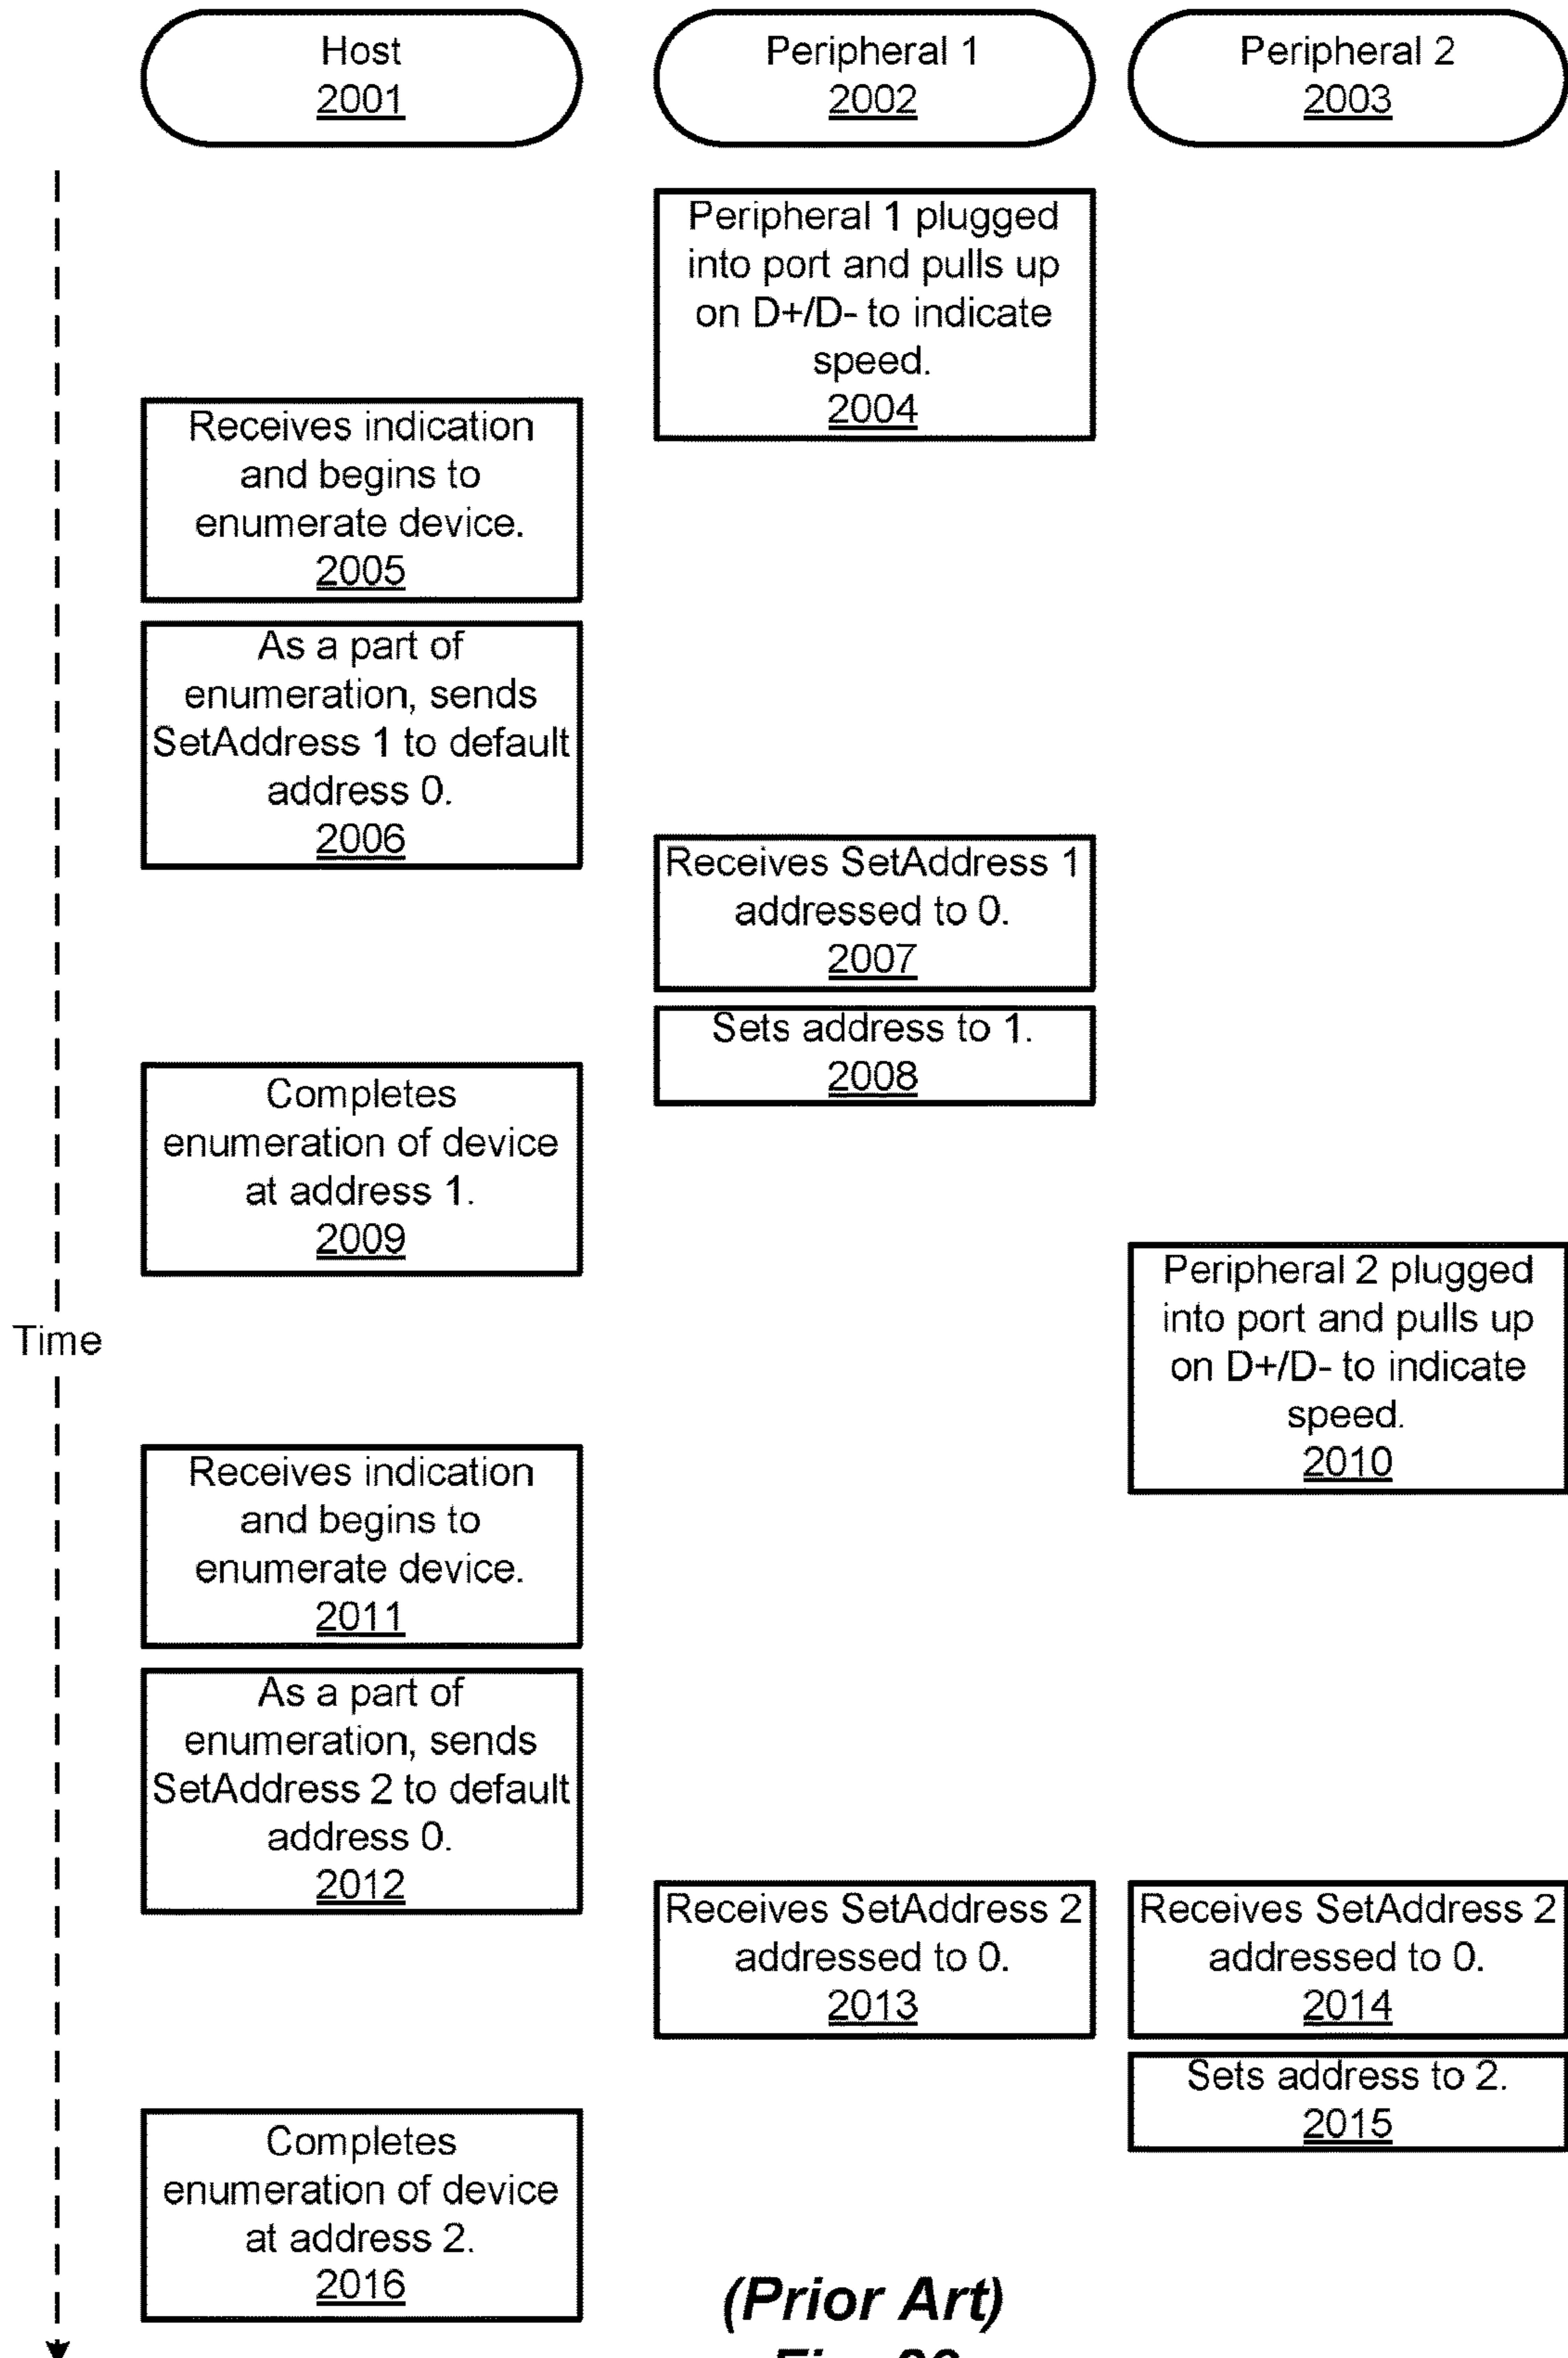 Host
2001
Peripheral 1
2002
Peripheral 2
2003
Peripheral 1 plugged
into port and pulls up
on D+/D- to indicate
speed.
2004
Receives indication
and begins to
enumerate device.
2005
As a part of
enumeration, sends
SetAddress 1 to default
address 0.
2006
Receives SetAddress 1
addressed to 0.
2007
Sets address to 1.
2008
Completes
enumeration of device
at address 1.
2009
Peripheral 2 plugged
into port and pulls up
on D+/D- to indicate
speed.
2010
Time
Receives indication
and begins to
enumerate device.
2011
As a part of
enumeration, sends
SetAddress 2 to default
address 0.
2012
Receives SetAddress 2
addressed to 0.
2013
Receives SetAddress 2
addressed to 0.
2014
Sets address to 2.
2015
Completes
enumeration of device
at address 2.
2016
(Prior Art)
Fig.